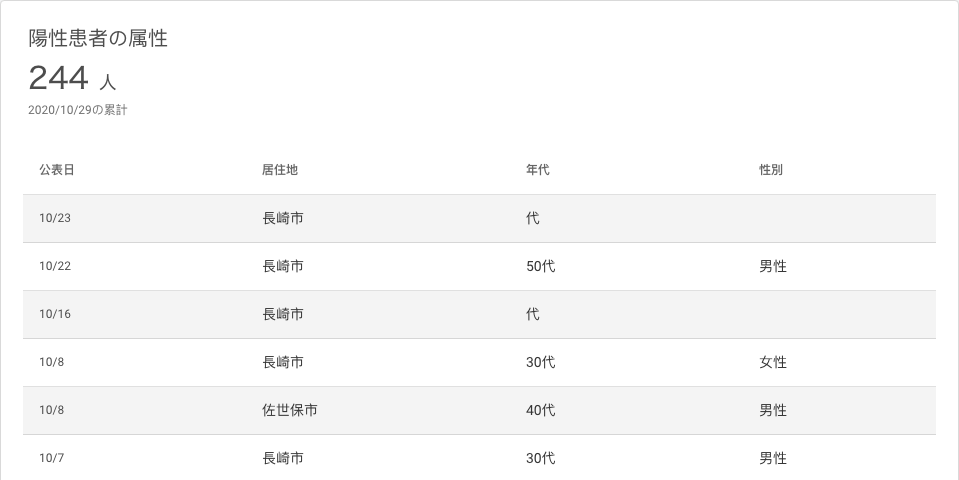 陽性患者の属性
244 人
2020/10/29の累計
公表日 居住地 年代 性別
10/23 長崎市 代
10/22 長崎市 50代 男性
10/16 長崎市 代
10/8 長崎市 30代 女性
10/8 佐世保市 40代 男性
10/7 長崎市 30代 男性